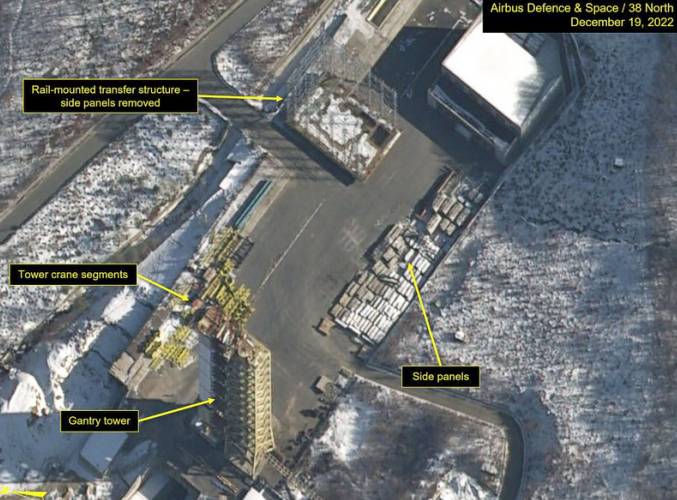 Airbus Defence & Space / 38 North
December 19, 2022
Rail-mounted transfer structure –
side panels removed
Tower crane segments
Side panels
Gantry tower